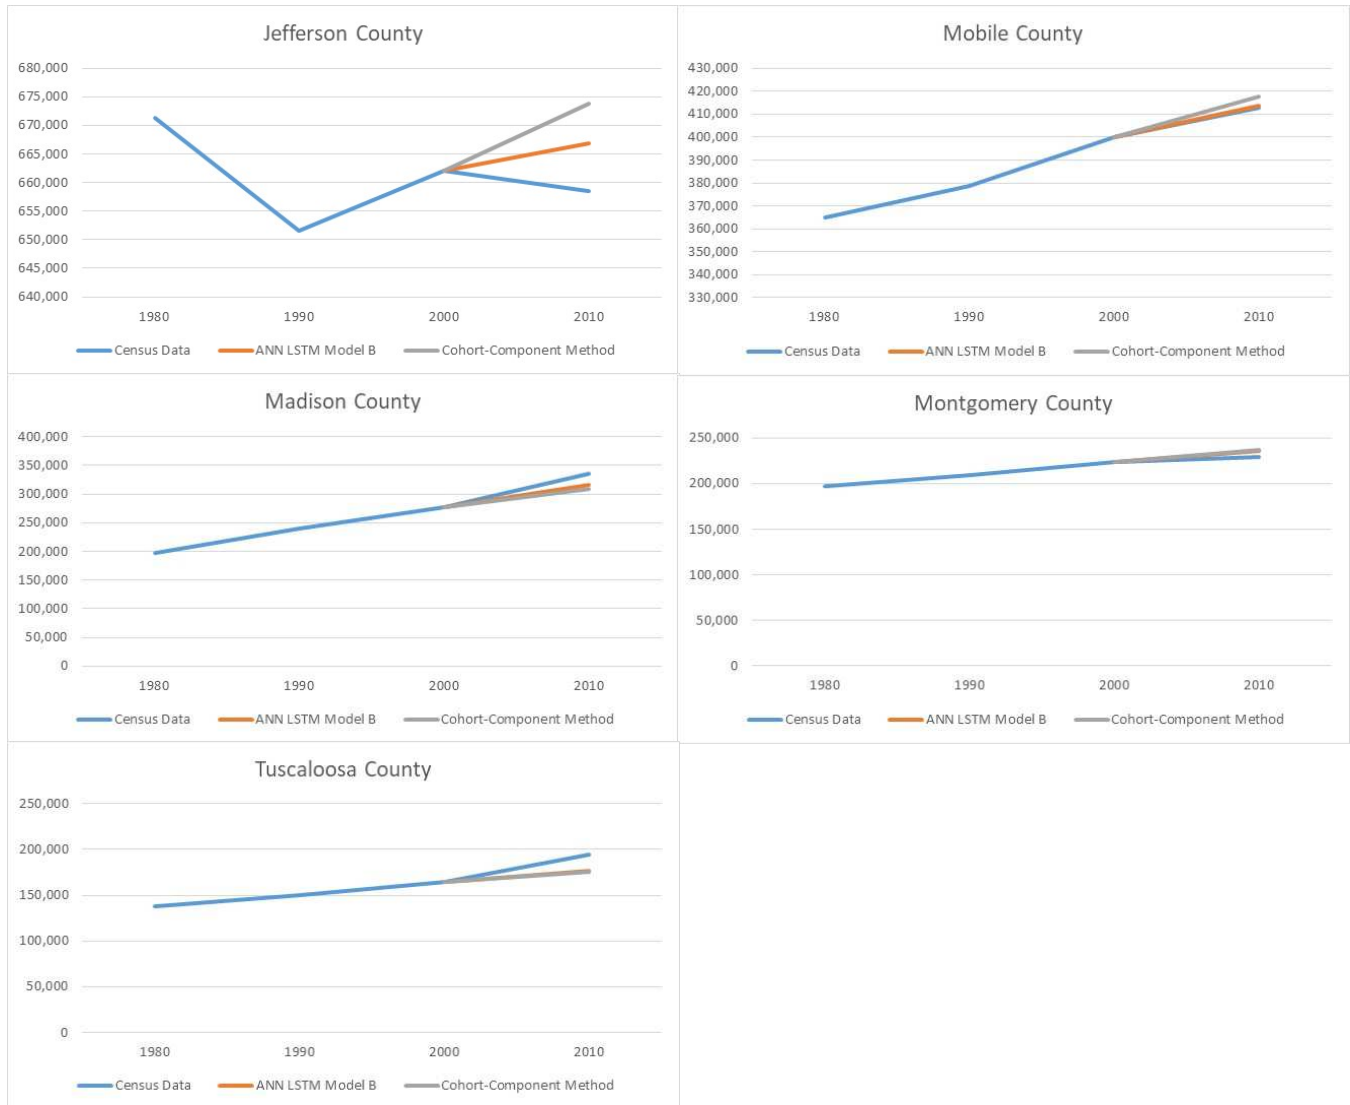 Jefferson County
680,000
675,000
670,000
665,000
660,000
655,000
650,000
645,000
640,000
1980 1990 2000 2010
Census Data ANN LSTM Model B Cohort-Component Method
Mobile County
430,000
420,000
410,000
400,000
390,000
380,000
370,000
360,000
350,000
340,000
330,000
1980 1990 2000 2010
Census Data ANN LSTM Model B Cohort-Component Method
Madison County
400,000
350,000
300,000
250,000
200,000
150,000
100,000
50,000
0
1980 1990 2000 2010
Census Data ANN LSTM Model B Cohort-Component Method
Montgomery County
250,000
200,000
150,000
100,000
50,000
0
1980 1990 2000 2010
Census Data ANN LSTM Model B Cohort-Component Method
Tuscaloosa County
250,000
200,000
150,000
100,000
50,000
0
1980 1990 2000 2010
Census Data ANN LSTM Model B Cohort-Component Method